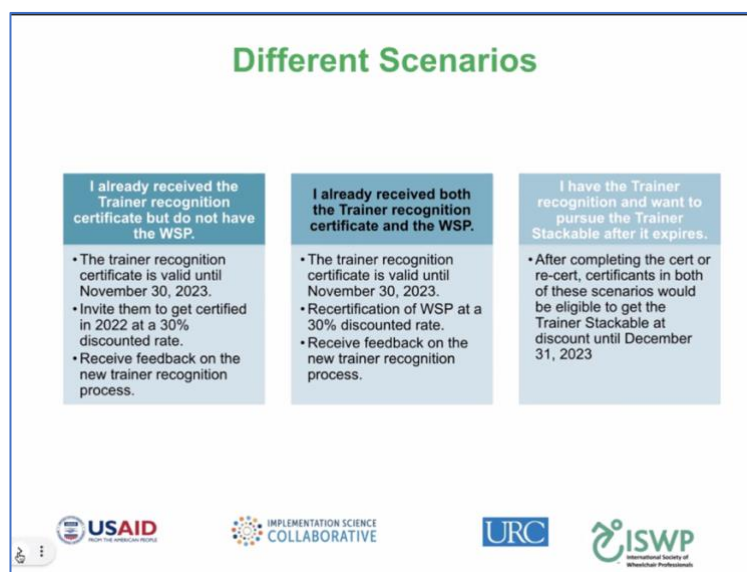 Different Scenarios
I already received the
Trainer recognition
certificate but do not have
the WSP.
• The trainer recognition
certificate is valid until
November 30, 2023.
• Invite them to get certified
in 2022 at a 30%
discounted rate.
• Receive feedback on the
new trainer recognition
process.
I already received both
the Trainer recognition
certificate and the WSP.
• The trainer recognition
certificate is valid until
November 30, 2023.
• Recertification of WSP at a
30% discounted rate.
• Receive feedback on the
new trainer recognition
process.
I have the Trainer
recognition and want to
pursue the Trainer
Stackable after it expires.
• After completing the cert or
re-cert, certificants in both
of these scenarios would
be eligible to get the
Trainer Stackable at
discount until December
31, 2023
USAID
FROM THE AMERICAN PEOPLE
IMPLEMENTATION SCIENCE
COLLABORATIVE
URC
ISWP
International Society of
Wheelchair Professionals